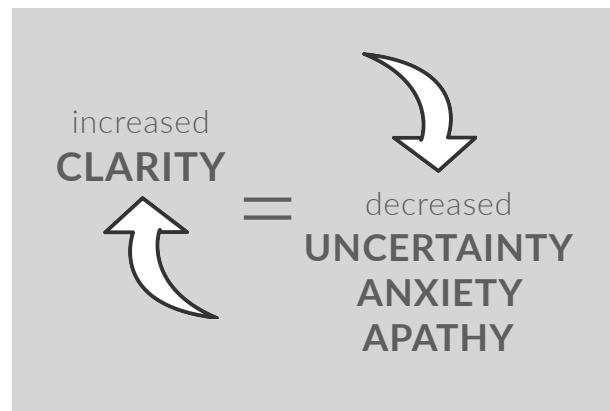 increased
CLARITY
=
decreased
UNCERTAINTY
ANXIETY
APATHY